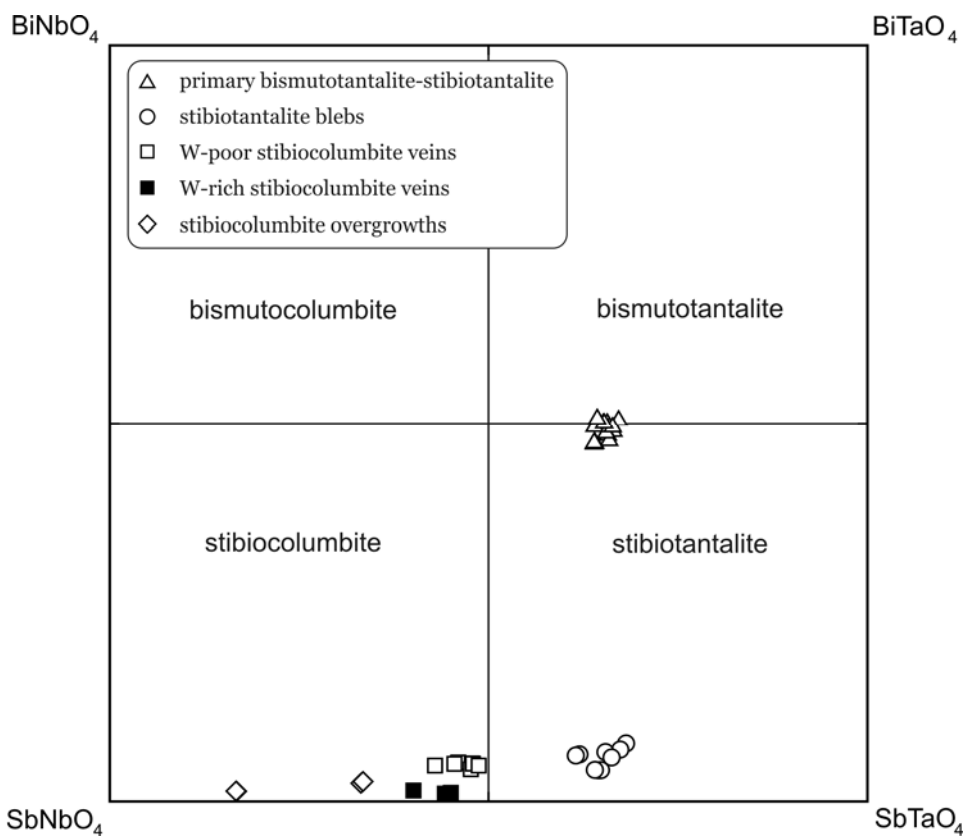 BiNbO₄ BiTaO₄
primary bismutotantalite-stibiotantalite
stibiotantalite blebs
W-poor stibiocolumbite veins
W-rich stibiocolumbite veins
stibiocolumbite overgrowths
bismutocolumbite bismutotantalite
stibiocolumbite stibiotantalite
SbNbO₄ SbTaO₄